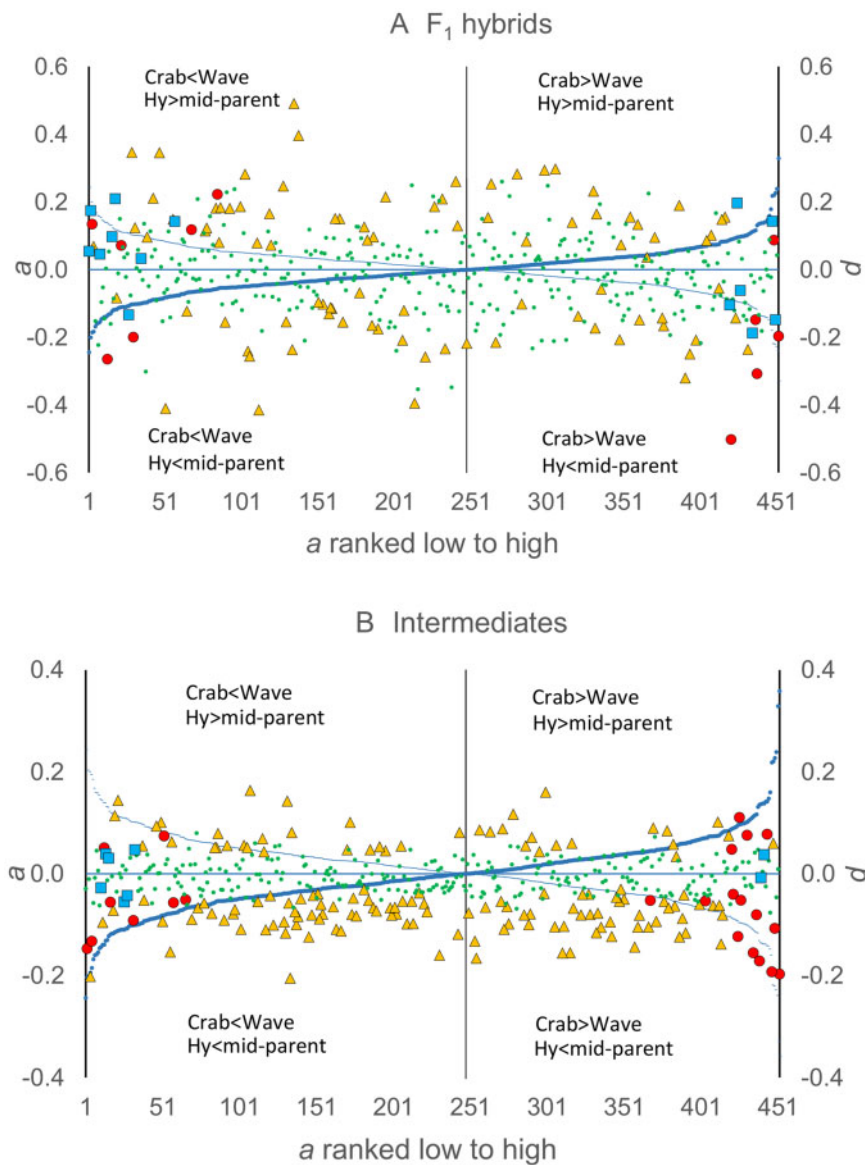 A F₁ hybrids
0.6 0.6
Crab<Wave Crab>Wave
Hy>mid-parent Hy>mid-parent
0.4 0.4
0.2 0.2
a 0.0 0.0 d
-0.2 -0.2
-0.4 -0.4
Crab<Wave Crab>Wave
Hy<mid-parent Hy<mid-parent
-0.6 -0.6
1 51 101 151 201 251 301 351 401 451
a ranked low to high
B Intermediates
0.4 0.4
Crab<Wave Crab>Wave
Hy>mid-parent Hy>mid-parent
0.2 0.2
a 0.0 0.0 d
-0.2 -0.2
Crab<Wave Crab>Wave
Hy<mid-parent Hy<mid-parent
-0.4 -0.4
1 51 101 151 201 251 301 351 401 451
a ranked low to high